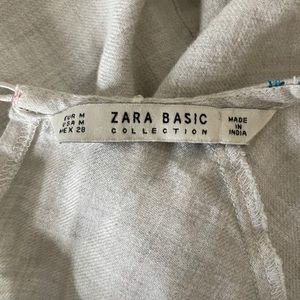 EUR M
USA M
MEX 28
ZARA BASIC
COLLECTION
MADE
IN
INDIA